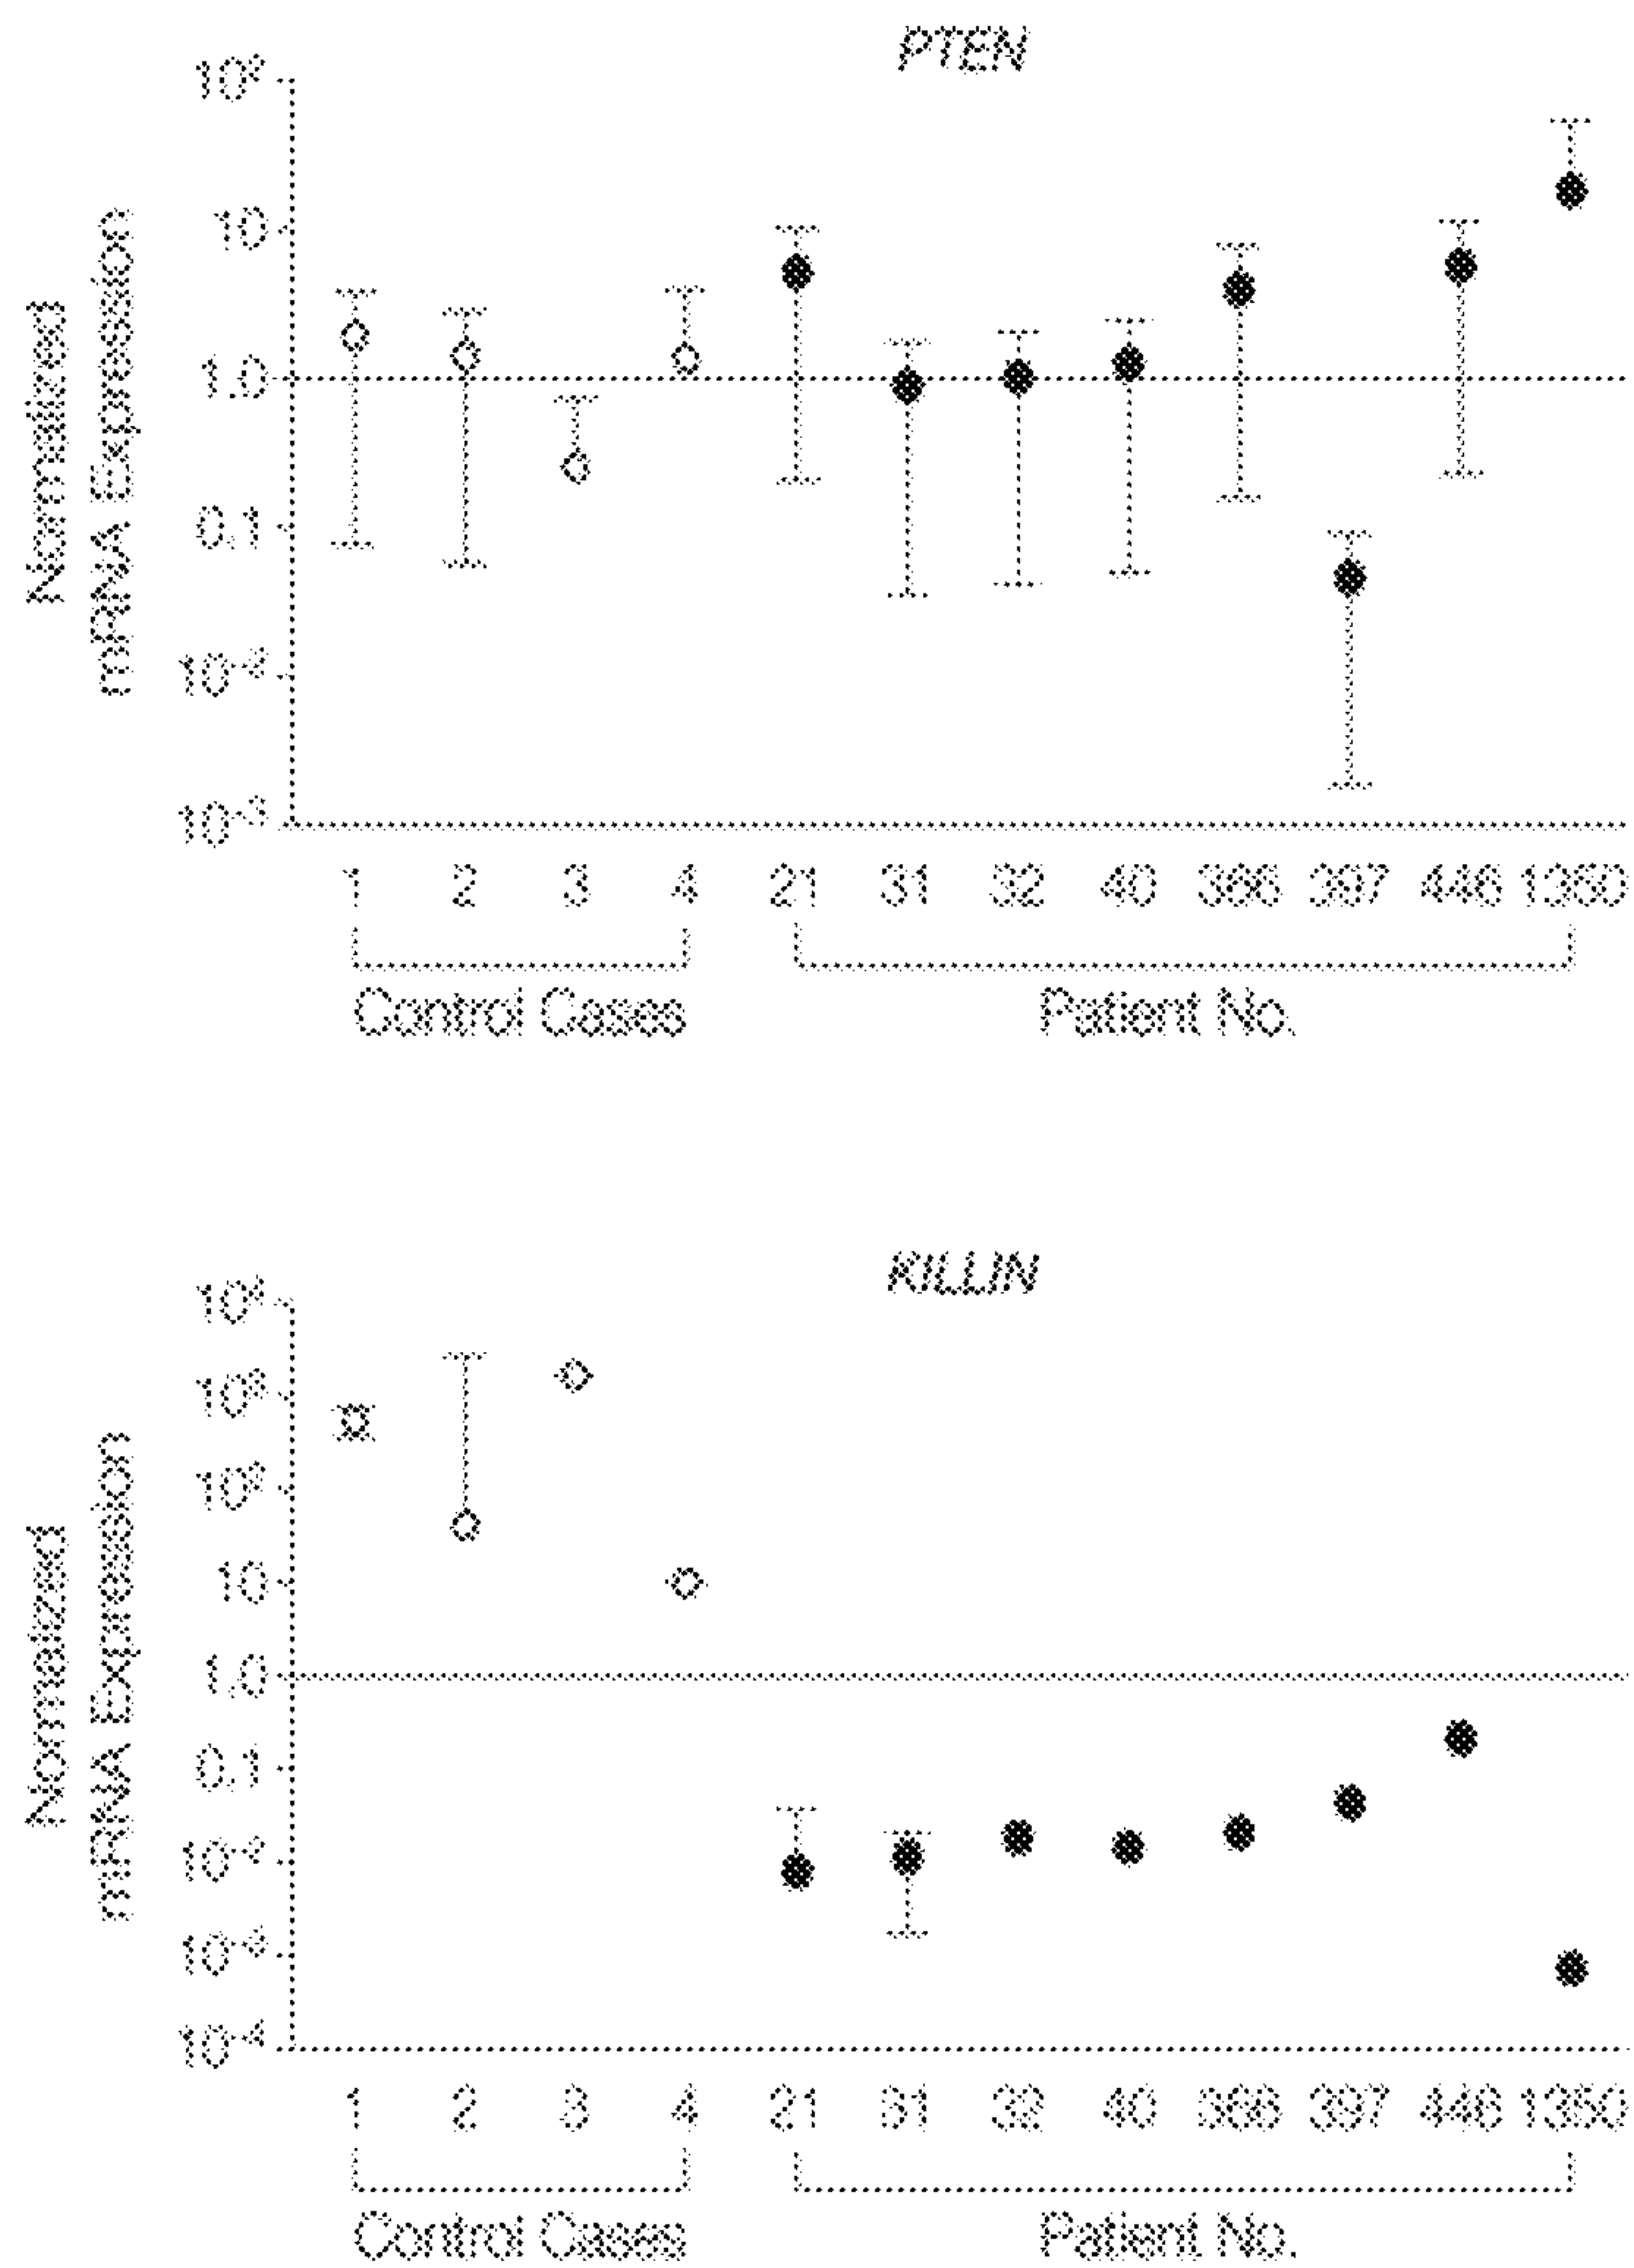 PTEN
10²
10
1.0
0.1
10⁻²
10⁻³
Normalized
mRNA Expression
1 2 3 4 21 31 32 40 366 397 446 1350
Control Cases Patient No.
KILLIN
10⁴
10³
10²
10
1.0
0.1
10⁻²
10⁻³
10⁻⁴
Normalized
mRNA Expression
1 2 3 4 21 31 32 40 366 397 446 1350
Control Cases Patient No.